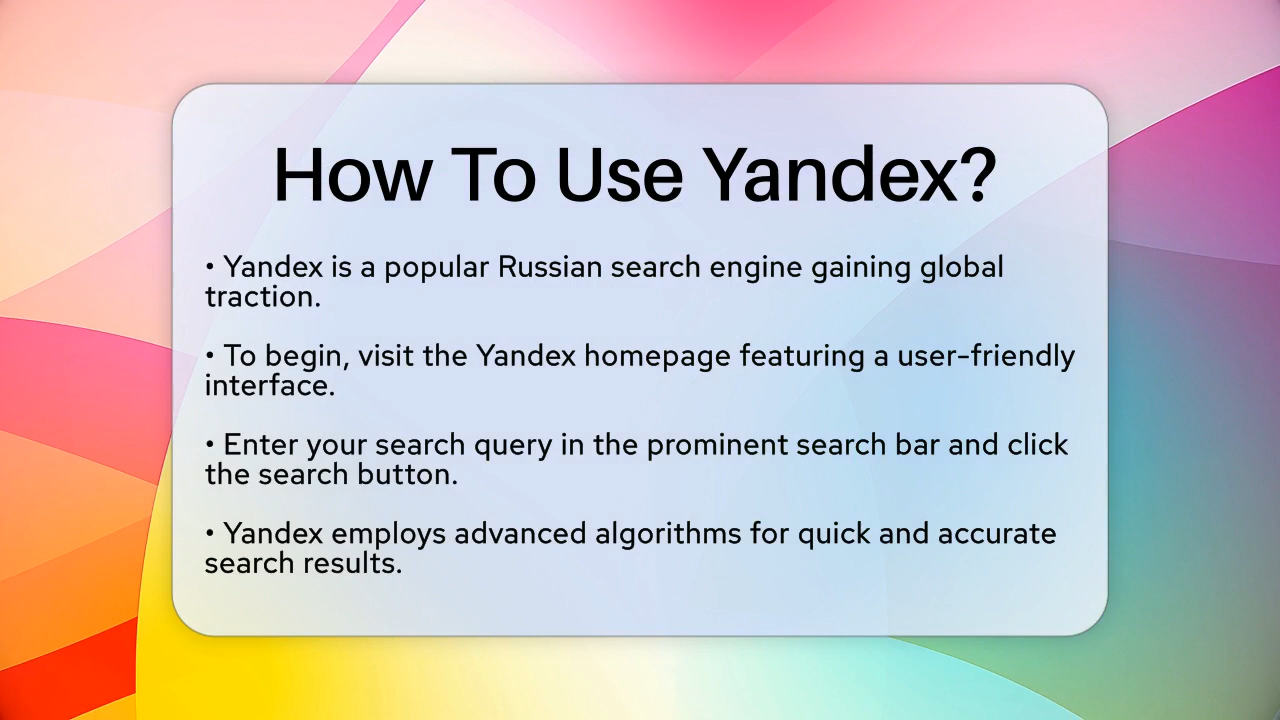 How To Use Yandex?
• Yandex is a popular Russian search engine gaining global
traction.
• To begin, visit the Yandex homepage featuring a user-friendly
interface.
• Enter your search query in the prominent search bar and click
the search button.
• Yandex employs advanced algorithms for quick and accurate
search results.